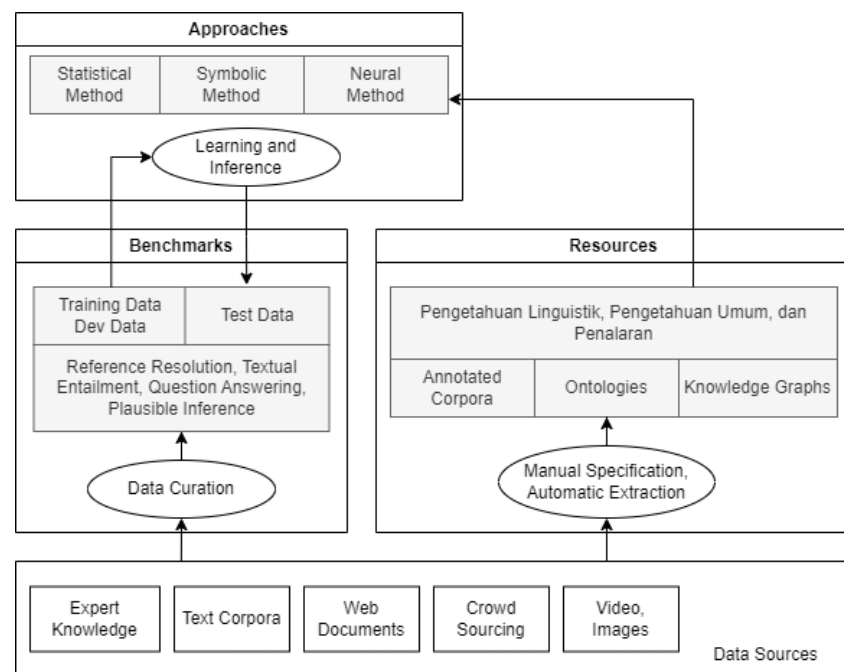 Approaches
Statistical
Method
Symbolic
Method
Neural
Method
Learning and
Inference
Benchmarks
Training Data
Dev Data
Test Data
Reference Resolution, Textual
Entailment, Question Answering,
Plausible Inference
Data Curation
Resources
Pengetahuan Linguistik, Pengetahuan Umum, dan
Penalaran
Annotated
Corpora
Ontologies
Knowledge Graphs
Manual Specification,
Automatic Extraction
Expert
Knowledge
Text Corpora
Web
Documents
Crowd
Sourcing
Video,
Images
Data Sources